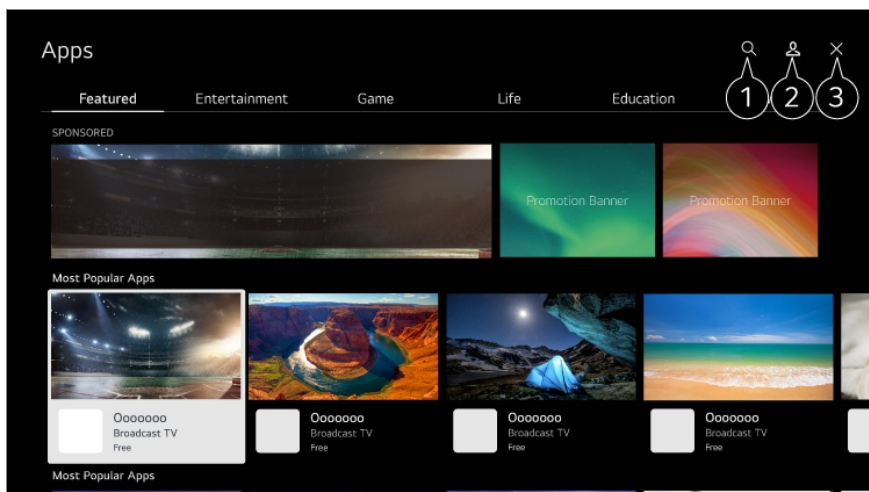 Apps
Featured Entertainment Game Life Education
1 2 3
SPONSORED
Promotion Banner Promotion Banner
Most Popular Apps
Ooooooo Ooooooo Ooooooo Ooooooo
Broadcast TV Broadcast TV Broadcast TV Broadcast TV
Free Free Free Free
Most Popular Apps